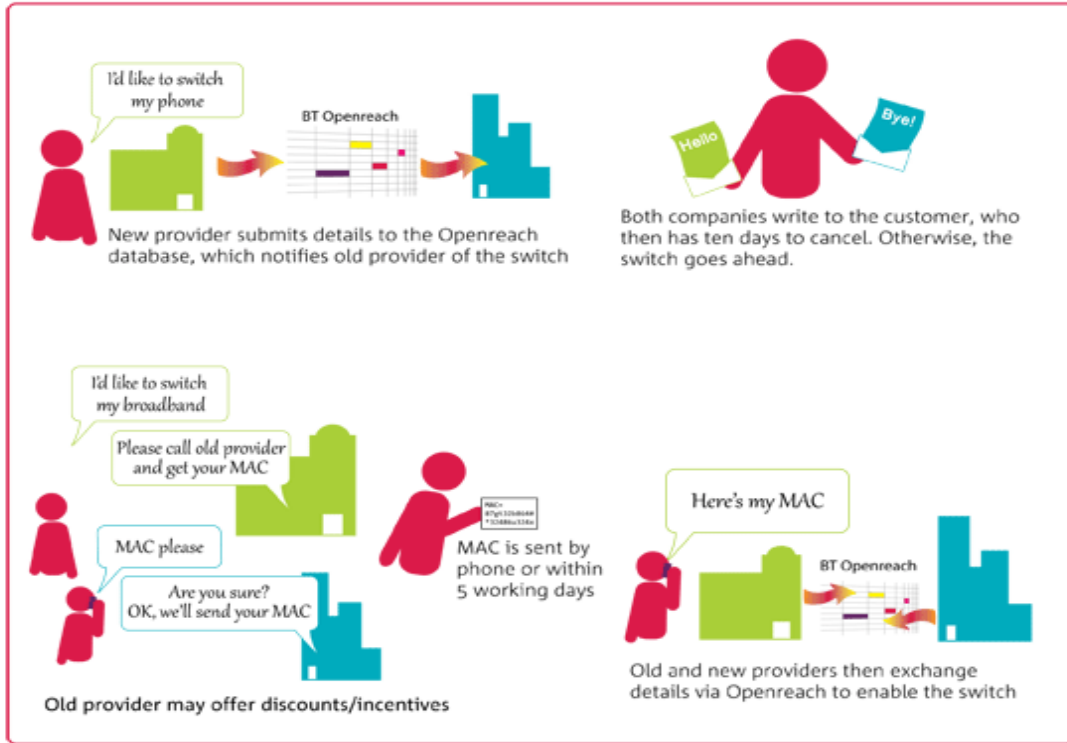 I'd like to switch
my phone
BT Openreach
New provider submits details to the Openreach
database, which notifies old provider of the switch
Hello
Bye!
Both companies write to the customer, who
then has ten days to cancel. Otherwise, the
switch goes ahead.
I'd like to switch
my broadband
Please call old provider
and get your MAC
MAC please
Are you sure?
OK, we'll send your MAC
Old provider may offer discounts/incentives
MAC=
MAC is sent by
phone or within
5 working days
Here's my MAC
BT Openreach
Old and new providers then exchange
details via Openreach to enable the switch